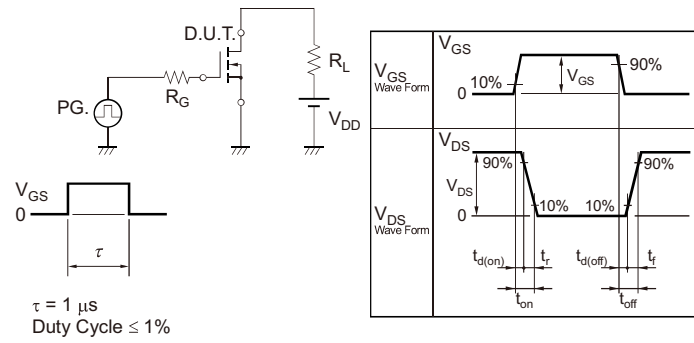 D.U.T.
R_L
R_G
PG.
V_DD
V_GS
0
τ
τ = 1 μs
Duty Cycle ≤ 1%
V_GS
Wave Form
V_GS
10%
0
V_GS
90%
V_DS
Wave Form
V_DS
90%
V_DS
0
10%
10%
90%
t_d(on)
t_r
t_d(off)
t_f
t_on
t_off